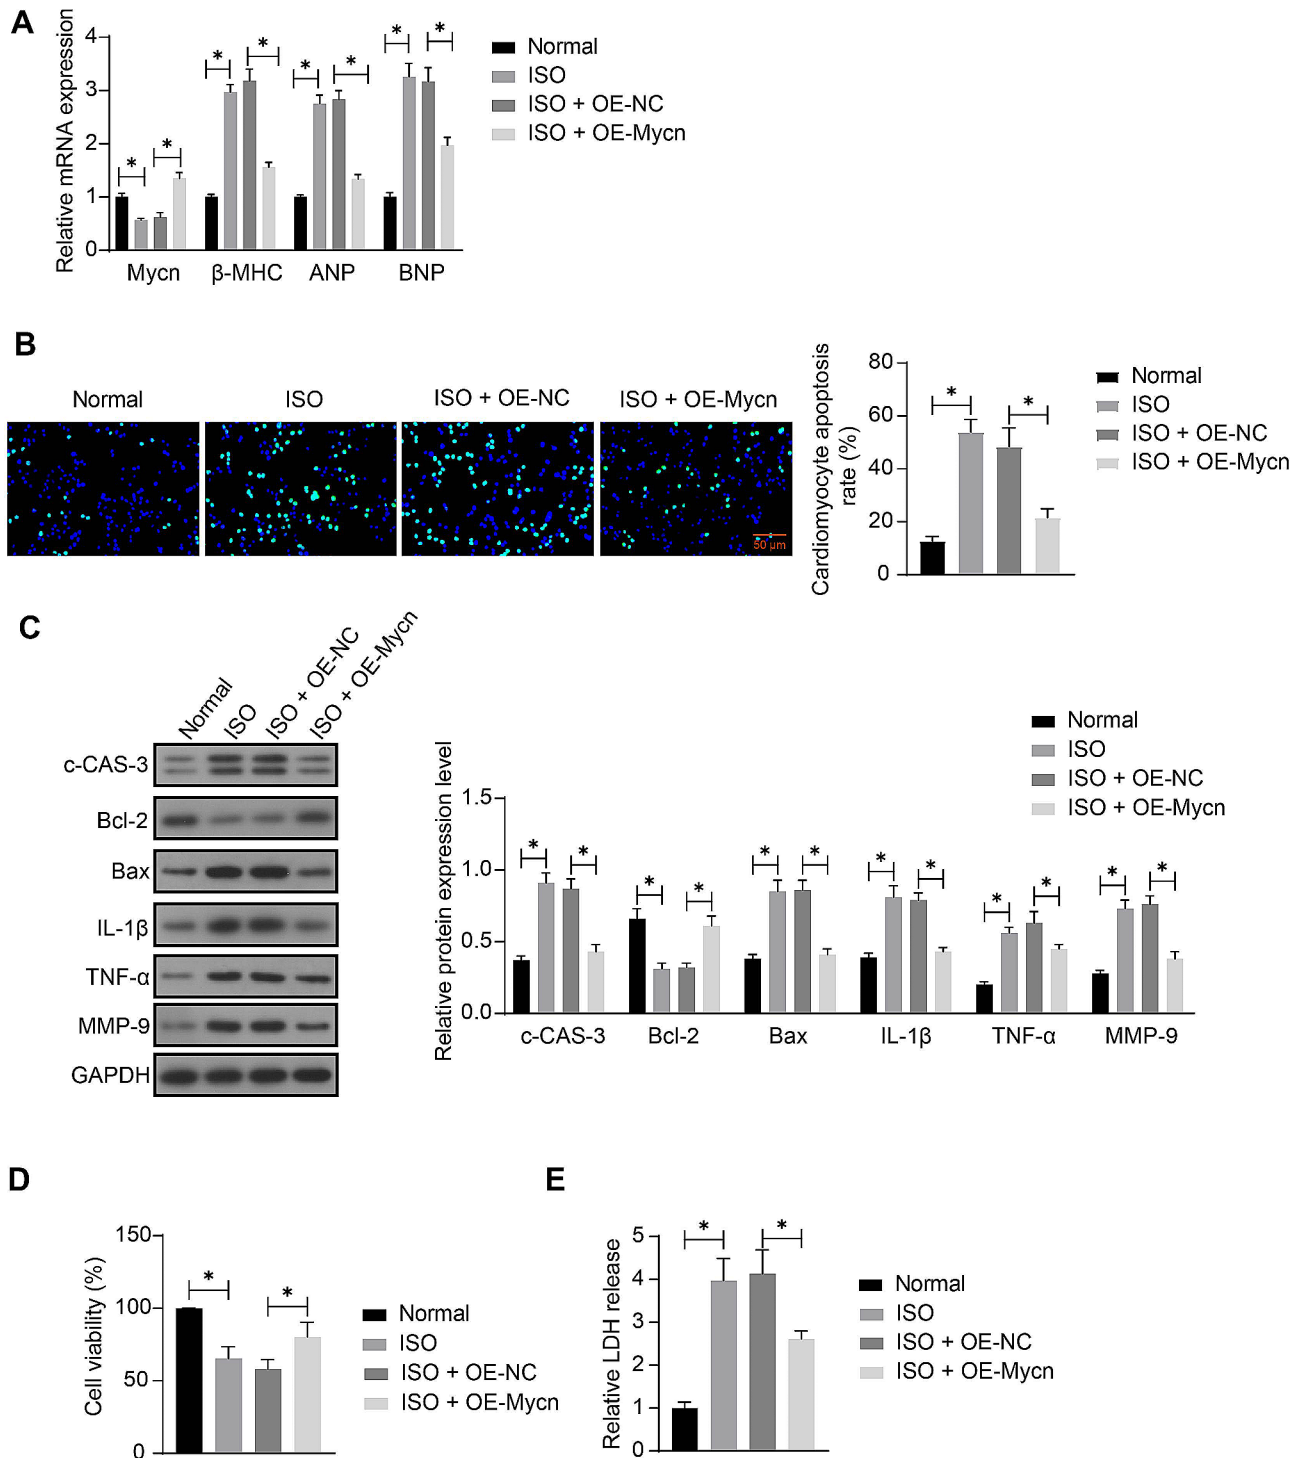 A
Relative mRNA expression
4
3
2
1
0
* * * * * * * *
Mycn β-MHC ANP BNP
Normal
ISO
ISO + OE-NC
ISO + OE-Mycn
B
Normal ISO ISO + OE-NC ISO + OE-Mycn
50 μm
Cardiomyocyte apoptosis
rate (%)
80
60
40
20
0
* *
Normal
ISO
ISO + OE-NC
ISO + OE-Mycn
C
Normal ISO ISO + OE-NC ISO + OE-Mycn
c-CAS-3
Bcl-2
Bax
IL-1β
TNF-α
MMP-9
GAPDH
Relative protein expression level
1.5
1.0
0.5
0.0
* * * * * * * * * * * *
c-CAS-3 Bcl-2 Bax IL-1β TNF-α MMP-9
Normal
ISO
ISO + OE-NC
ISO + OE-Mycn
D
Cell viability (%)
150
100
50
0
* *
Normal
ISO
ISO + OE-NC
ISO + OE-Mycn
E
Relative LDH release
5
4
3
2
1
0
* *
Normal
ISO
ISO + OE-NC
ISO + OE-Mycn